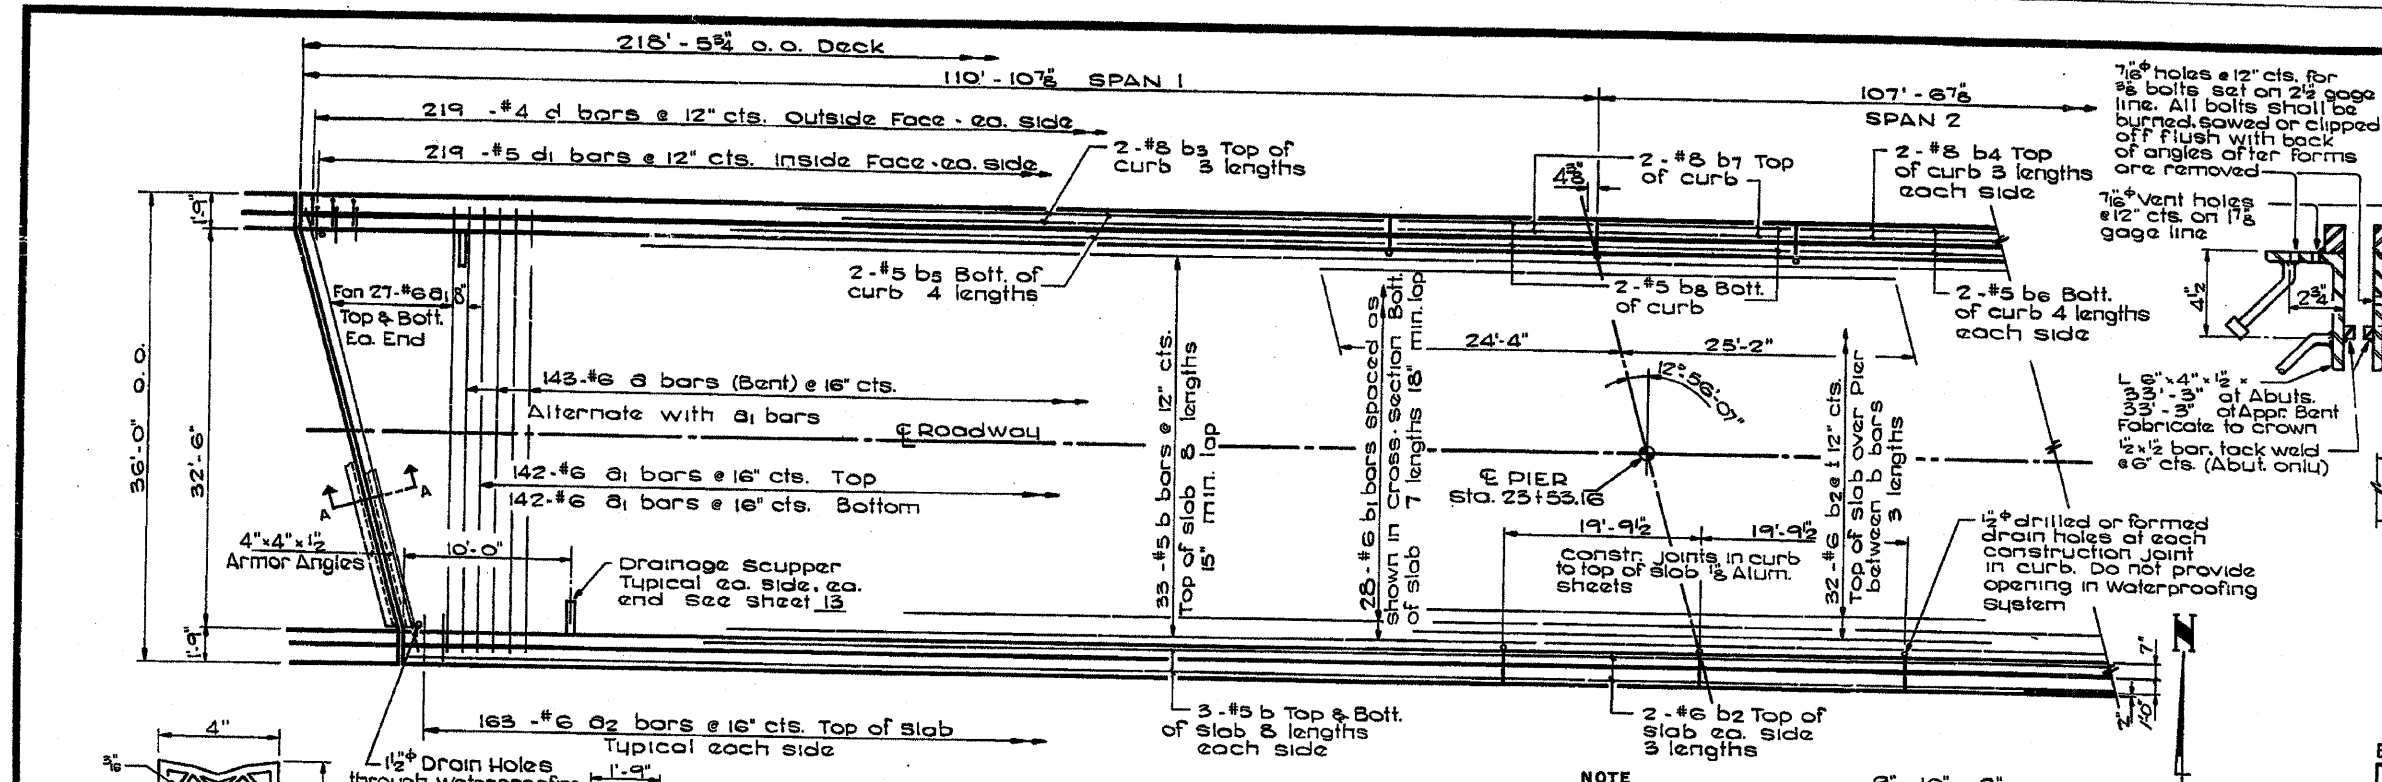 218' - 5¾" o. o. Deck
110' - 10⅞" SPAN 1
107' - 6⅞"
SPAN 2
219 - #4 d bars @ 12" cts. Outside Face - ea. side
219 - #5 d1 bars @ 12" cts. Inside Face - ea. side
2 - #8 b3 Top of
curb 3 lengths
2 - #8 b7 Top
of curb
4⅜"
2 - #8 b4 Top
of curb 3 lengths
each side
7/16"φ holes @ 12" cts. for
⅜" bolts set on 2½" gage
line. All bolts shall be
burned, sawed or clipped
off flush with back
of angles after forms
are removed
7/16"φ Vent holes
@ 12" cts. on 1⅞"
gage line
4½"
2¾"
L 6" x 4" x ½" x
33' - 3" at Abuts.
33' - 3" at Appr. Bent
Fabricate to crown
½" x ½" bar, tack weld
@ 6" cts. (Abut. only)
1'-9"
36'-0" o. o.
32'-6"
1'-9"
Fan 27 - #6 a1
8"
Top & Bott.
Ea. End
2 - #5 b5 Bott. of
curb 4 lengths
2 - #5 b8 Bott.
of curb
2 - #5 b6 Bott.
of curb 4 lengths
each side
24'-4"
25'-2"
12°-56'-07"
143 - #6 a bars (Bent) @ 16" cts.
Alternate with a1 bars
℄ Roadway
142 - #6 a1 bars @ 16" cts. Top
142 - #6 a1 bars @ 16" cts. Bottom
33 - #5 b bars @ 12" cts.
Top of slab 8 lengths
15" min. lap
28 - #6 b1 bars spaced as
shown in cross-section Bott.
of slab 7 lengths 18" min. lap
32 - #6 b2 @ ± 12" cts.
Top of slab over pier
between b bars
3 lengths
℄ PIER
Sta. 23+53.16
A
A
4" x 4" x ½"
Armor Angles
10'-0"
Drainage Scupper
Typical ea. side, ea.
end See sheet 13
19'-9½"
19'-9½"
Constr. joints in curb
to top of slab ⅛" Alum.
sheets
½"φ drilled or formed
drain holes at each
construction joint
in curb. Do not provide
opening in Waterproofing
System
N
7"
2"
1'-0"
163 - #6 a2 bars @ 16" cts. Top of Slab
Typical each side
3 - #5 b Top & Bott.
of slab 8 lengths
each side
2 - #6 b2 Top of
slab ea. side
3 lengths
4"
3/16"
1½"φ Drain Holes
through Waterproofing
1'-9"
NOTE